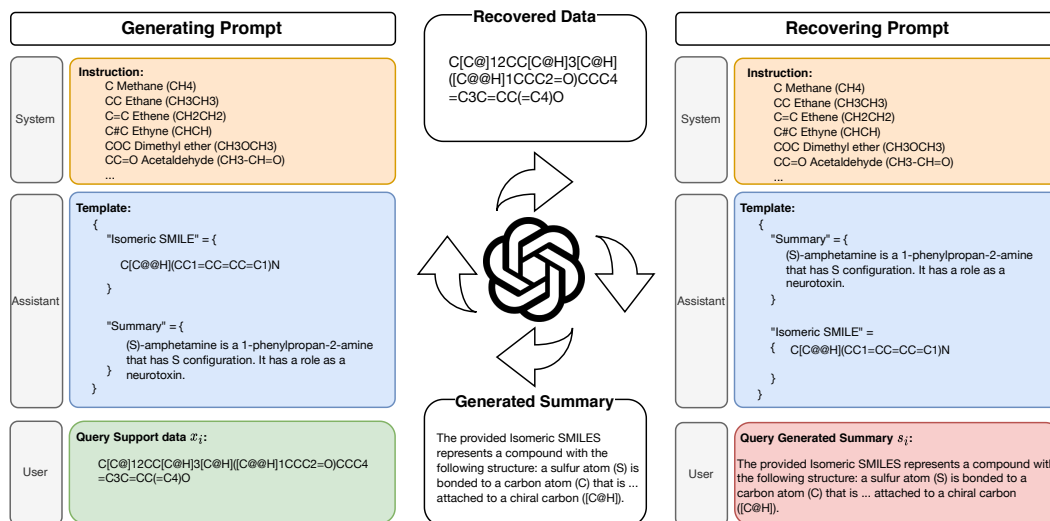 Generating Prompt
System
Instruction:
C Methane (CH4)
CC Ethane (CH3CH3)
C=C Ethene (CH2CH2)
C#C Ethyne (CHCH)
COC Dimethyl ether (CH3OCH3)
CC=O Acetaldehyde (CH3-CH=O)
...
Assistant
Template:
{
"Isomeric SMILE" = {
C[C@@H](CC1=CC=CC=C1)N
}
"Summary" = {
(S)-amphetamine is a 1-phenylpropan-2-amine
that has S configuration. It has a role as a
neurotoxin.
}
}
User
Query Support data xᵢ:
C[C@]12CC[C@H]3[C@H]([C@@H]1CCC2=O)CCC4
=C3C=CC(=C4)O
Recovered Data
C[C@]12CC[C@H]3[C@H]
([C@@H]1CCC2=O)CCC4
=C3C=CC(=C4)O
Generated Summary
The provided Isomeric SMILES
represents a compound with the
following structure: a sulfur atom (S) is
bonded to a carbon atom (C) that is ...
attached to a chiral carbon
([C@H]).
Recovering Prompt
System
Instruction:
C Methane (CH4)
CC Ethane (CH3CH3)
C=C Ethene (CH2CH2)
C#C Ethyne (CHCH)
COC Dimethyl ether (CH3OCH3)
CC=O Acetaldehyde (CH3-CH=O)
...
Assistant
Template:
{
"Summary" = {
(S)-amphetamine is a 1-phenylpropan-2-amine
that has S configuration. It has a role as a
neurotoxin.
}
"Isomeric SMILE" =
{ C[C@@H](CC1=CC=CC=C1)N
}
}
User
Query Generated Summary sᵢ:
The provided Isomeric SMILES represents a compound with
the following structure: a sulfur atom (S) is bonded to a
carbon atom (C) that is ... attached to a chiral carbon
([C@H]).